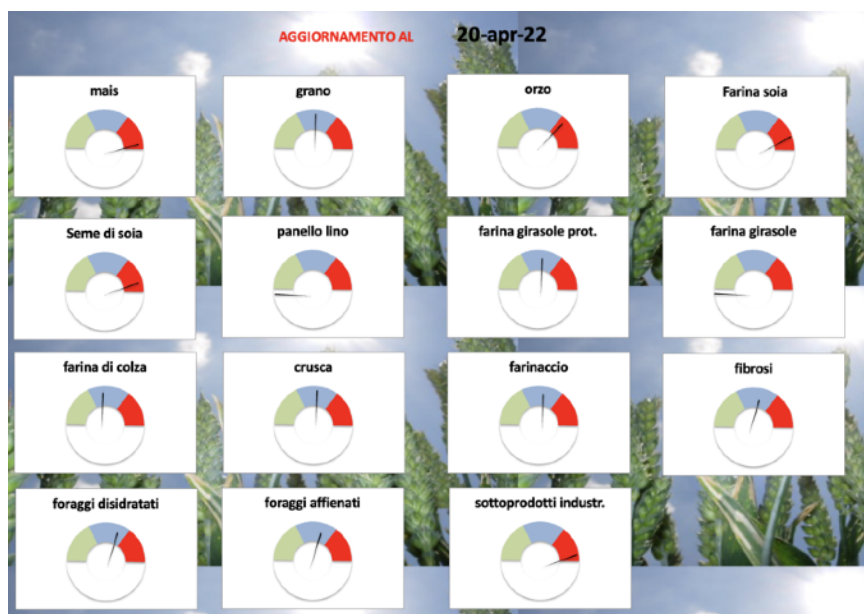 AGGIORNAMENTO AL 20-apr-22
mais
grano
orzo
Farina soia
Seme di soia
panello lino
farina girasole prot.
farina girasole
farina di colza
crusca
farinaccio
fibrosi
foraggi disidratati
foraggi affienati
sottoprodotti industr.